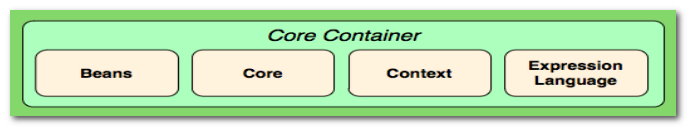 Core Container
Beans
Core
Context
Expression
Language